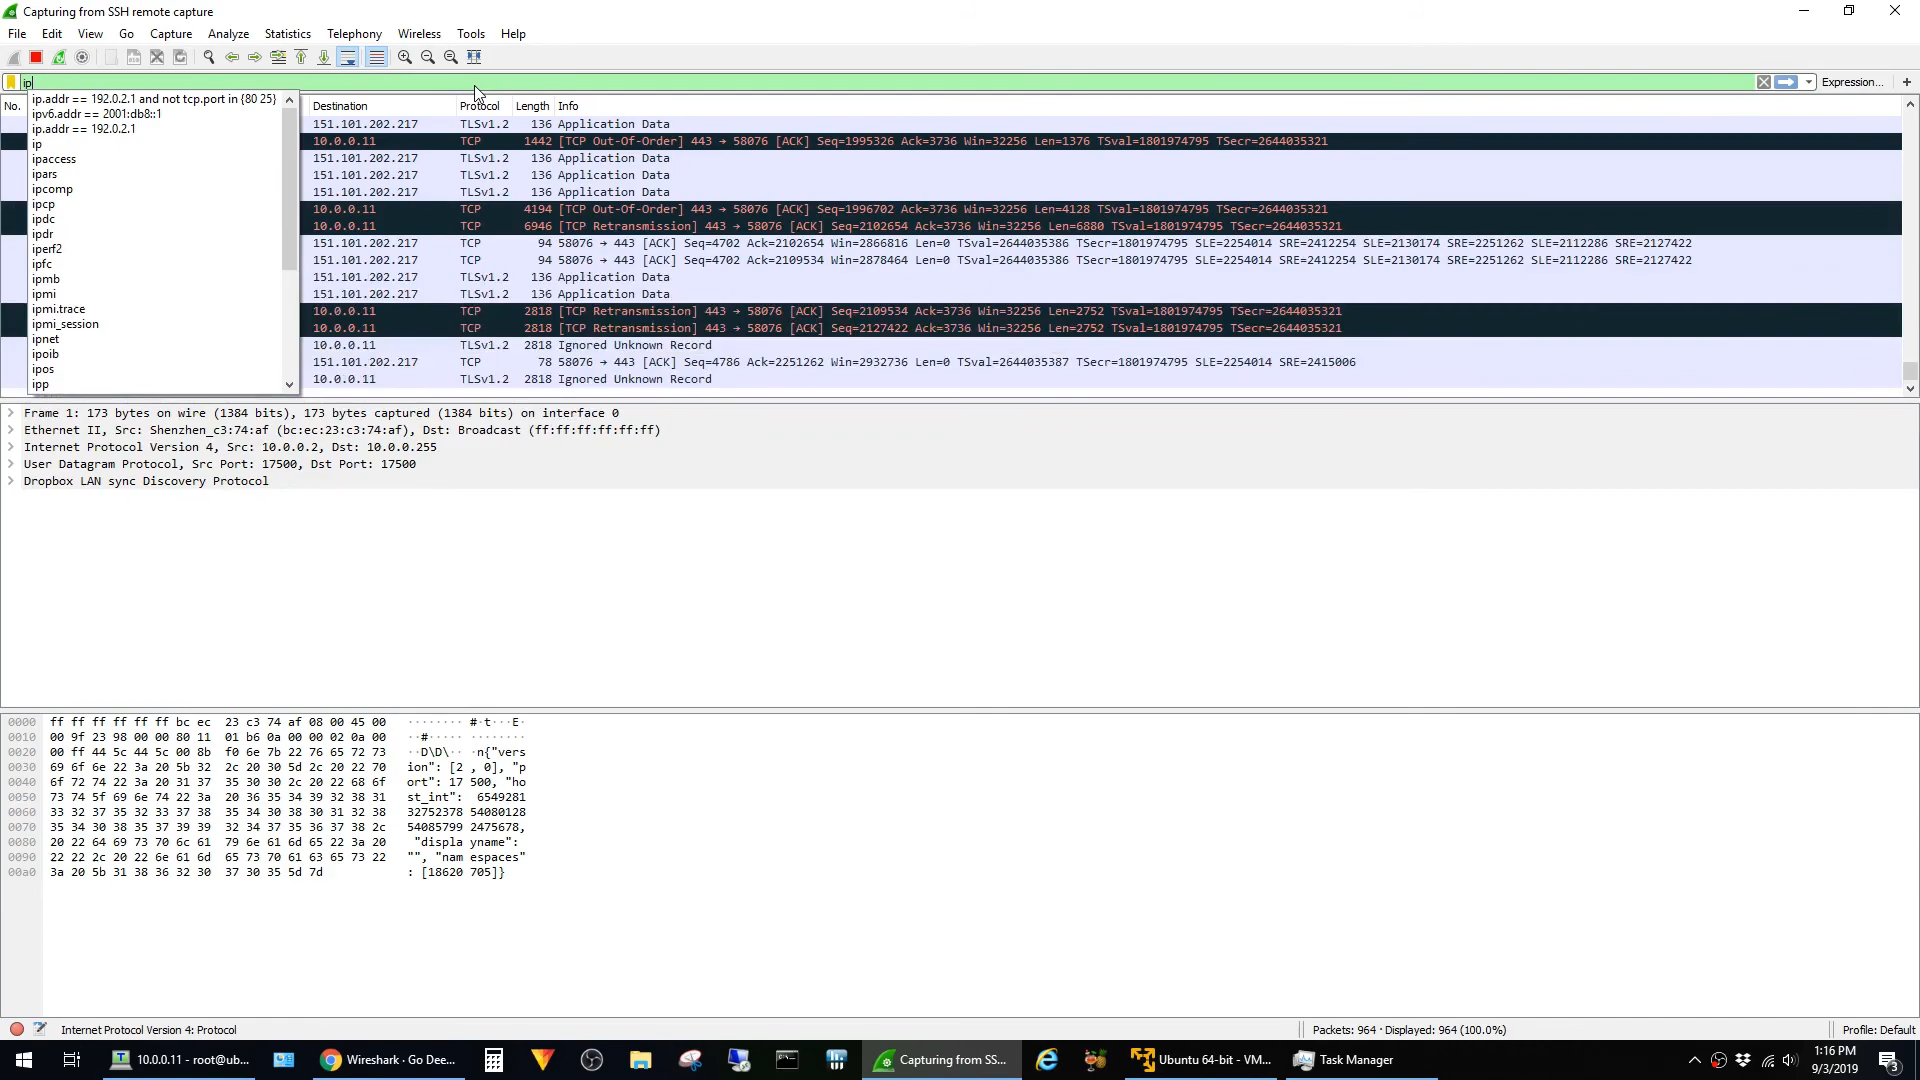 Capturing from SSH remote capture
File Edit View Go Capture Analyze Statistics Telephony Wireless Tools Help
ip
Expression...
+
No. Destination Protocol Length Info
ip.addr == 192.0.2.1 and not tcp.port in {80 25}
ipv6.addr == 2001:db8::1
ip.addr == 192.0.2.1
ip
ipaccess
ipars
ipcomp
ipcp
ipdc
ipdr
iperf2
ipfc
ipmb
ipmi
ipmi.trace
ipmi_session
ipnet
ipoib
ipos
ipp
151.101.202.217 TLSv1.2 136 Application Data
10.0.0.11 TCP 1442 [TCP Out-Of-Order] 443 → 58076 [ACK] Seq=1995326 Ack=3736 Win=32256 Len=1376 TSval=1801974795 TSecr=2644035321
151.101.202.217 TLSv1.2 136 Application Data
151.101.202.217 TLSv1.2 136 Application Data
151.101.202.217 TLSv1.2 136 Application Data
10.0.0.11 TCP 4194 [TCP Out-Of-Order] 443 → 58076 [ACK] Seq=1996702 Ack=3736 Win=32256 Len=4128 TSval=1801974795 TSecr=2644035321
10.0.0.11 TCP 6946 [TCP Retransmission] 443 → 58076 [ACK] Seq=2102654 Ack=3736 Win=32256 Len=6880 TSval=1801974795 TSecr=2644035321
151.101.202.217 TCP 94 58076 → 443 [ACK] Seq=4702 Ack=2102654 Win=2866816 Len=0 TSval=2644035386 TSecr=1801974795 SLE=2254014 SRE=2412254 SLE=2130174 SRE=2251262 SLE=2112286 SRE=2127422
151.101.202.217 TCP 94 58076 → 443 [ACK] Seq=4702 Ack=2109534 Win=2878464 Len=0 TSval=2644035386 TSecr=1801974795 SLE=2254014 SRE=2412254 SLE=2130174 SRE=2251262 SLE=2112286 SRE=2127422
151.101.202.217 TLSv1.2 136 Application Data
151.101.202.217 TLSv1.2 136 Application Data
10.0.0.11 TCP 2818 [TCP Retransmission] 443 → 58076 [ACK] Seq=2109534 Ack=3736 Win=32256 Len=2752 TSval=1801974795 TSecr=2644035321
10.0.0.11 TCP 2818 [TCP Retransmission] 443 → 58076 [ACK] Seq=2127422 Ack=3736 Win=32256 Len=2752 TSval=1801974795 TSecr=2644035321
10.0.0.11 TLSv1.2 2818 Ignored Unknown Record
151.101.202.217 TCP 78 58076 → 443 [ACK] Seq=4786 Ack=2251262 Win=2932736 Len=0 TSval=2644035387 TSecr=1801974795 SLE=2254014 SRE=2415006
10.0.0.11 TLSv1.2 2818 Ignored Unknown Record
Frame 1: 173 bytes on wire (1384 bits), 173 bytes captured (1384 bits) on interface 0
Ethernet II, Src: Shenzhen_c3:74:af (bc:ec:23:c3:74:af), Dst: Broadcast (ff:ff:ff:ff:ff:ff)
Internet Protocol Version 4, Src: 10.0.0.2, Dst: 10.0.0.255
User Datagram Protocol, Src Port: 17500, Dst Port: 17500
Dropbox LAN sync Discovery Protocol
0000 ff ff ff ff ff ff bc ec 23 c3 74 af 08 00 45 00 ········ #·t···E·
0010 00 9f 23 98 00 00 80 11 01 b6 0a 00 00 02 0a 00 ··#····· ········
0020 00 ff 44 5c 44 5c 00 8b f0 6e 7b 22 76 65 72 73 ··D\D\·· ·n{"vers
0030 69 6f 6e 22 3a 20 5b 32 2c 20 30 5d 2c 20 22 70 ion": [2 , 0], "p
0040 6f 72 74 22 3a 20 31 37 35 30 30 2c 20 22 68 6f ort": 17 500, "ho
0050 73 74 5f 69 6e 74 22 3a 20 36 35 34 39 32 38 31 st_int": 6549281
0060 33 32 37 35 32 33 37 38 35 34 30 38 30 31 32 38 32752378 54080128
0070 35 34 30 38 35 37 39 39 32 34 37 35 36 37 38 2c 54085799 2475678,
0080 20 22 64 69 73 70 6c 61 79 6e 61 6d 65 22 3a 20 "displa yname":
0090 22 22 2c 20 22 6e 61 6d 65 73 70 61 63 65 73 22 "", "nam espaces"
00a0 3a 20 5b 31 38 36 32 30 37 30 35 5d 7d : [18620 705]}
Internet Protocol Version 4: Protocol
Packets: 964 · Displayed: 964 (100.0%)
Profile: Default
10.0.0.11 - root@ub...
Wireshark · Go Dee...
Capturing from SS...
Ubuntu 64-bit - VM...
Task Manager
1:16 PM
9/3/2019
3